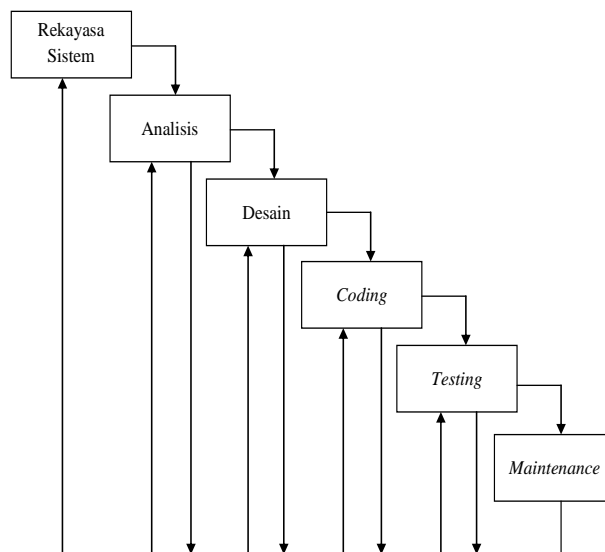 Rekayasa
Sistem
Analisis
Desain
Coding
Testing
Maintenance